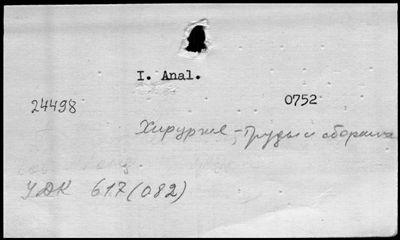 I. Anal.
24498
0752
Хирургия, - Труды и сборники
УДК 617(082)